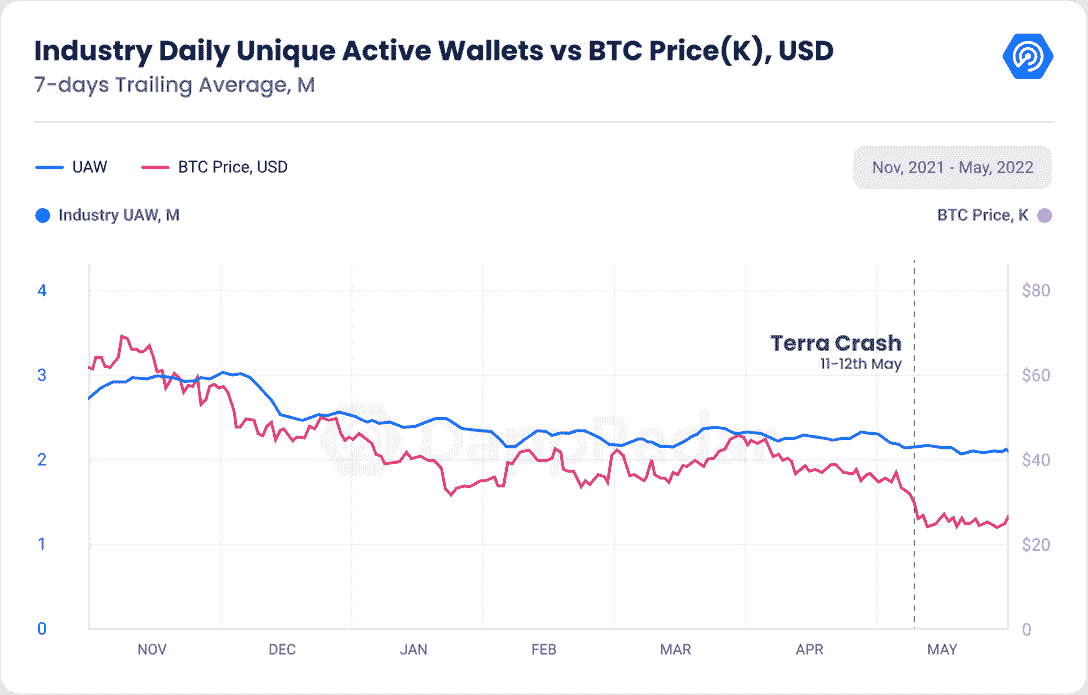 Industry Daily Unique Active Wallets vs BTC Price(K), USD
7-days Trailing Average, M
UAW BTC Price, USD
Nov, 2021 - May, 2022
Industry UAW, M
BTC Price, K
4 $80
Terra Crash
11-12th May
3 $60
DappRadar
2 $40
1 $20
0 0
NOV DEC JAN FEB MAR APR MAY